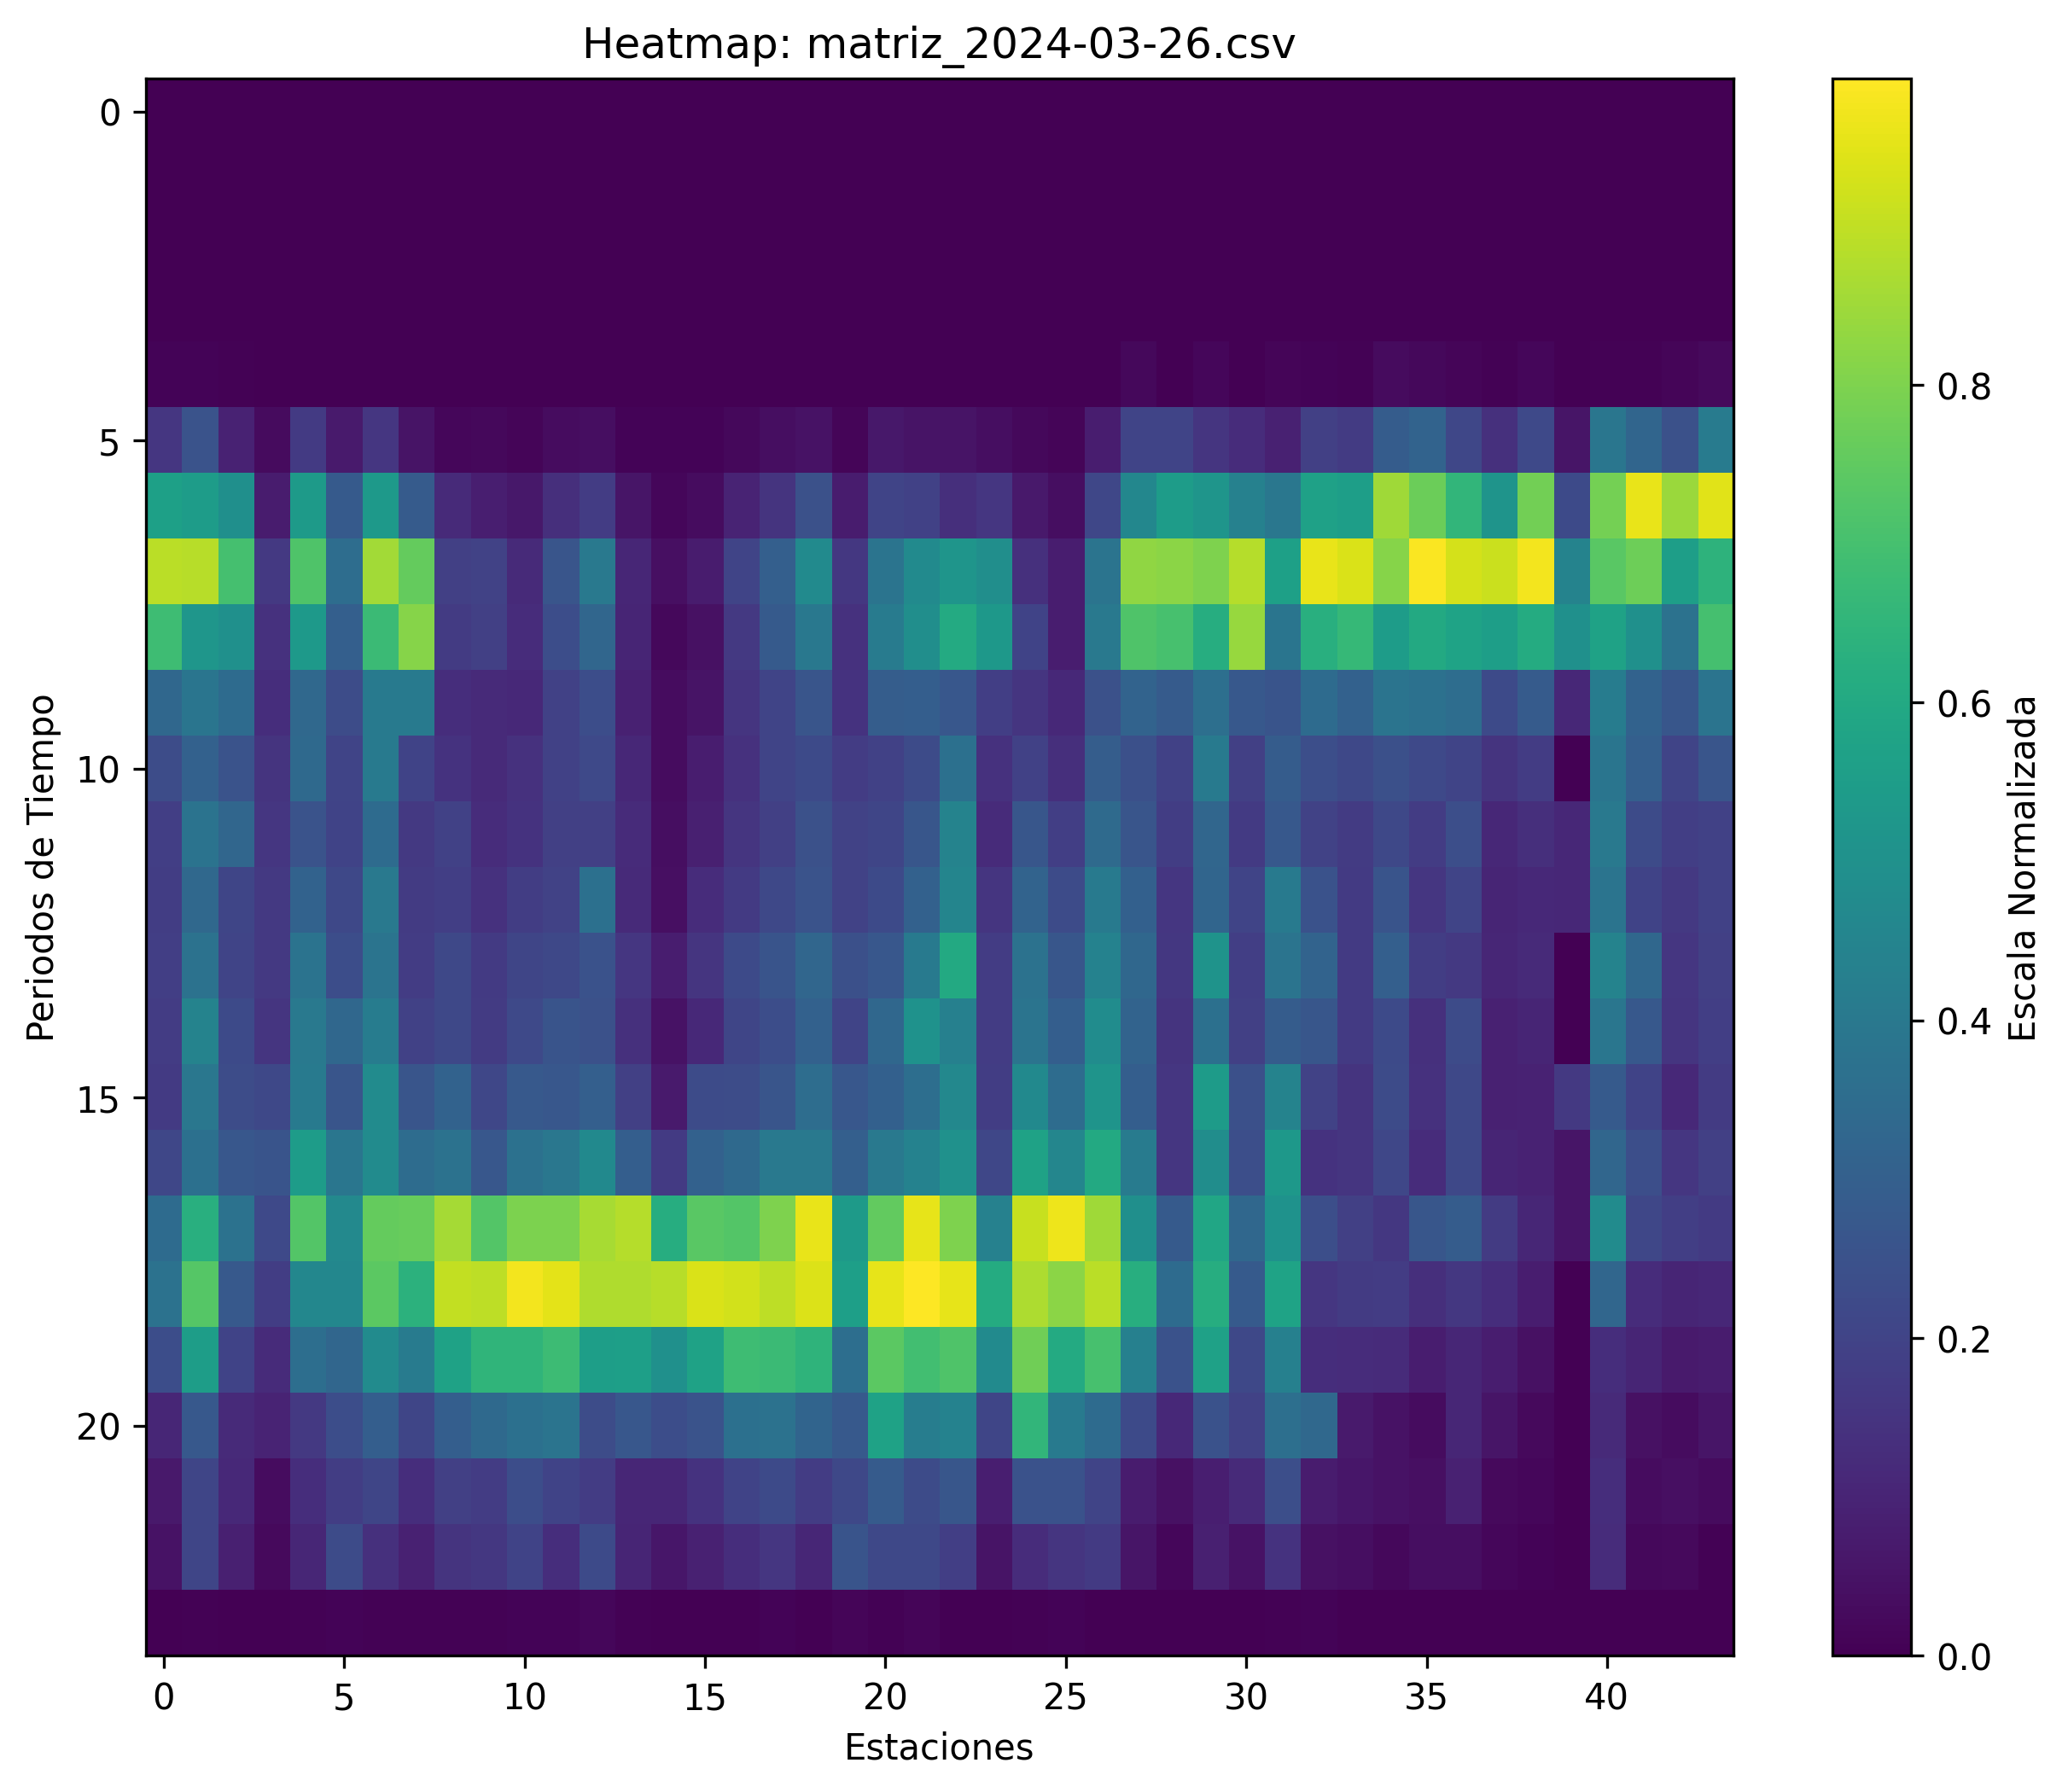 Heatmap: matriz_2024-03-26.csv
Periodos de Tiempo
0
5
10
15
20
0 5 10 15 20 25 30 35 40
Estaciones
0.8
0.6
0.4
0.2
0.0
Escala Normalizada